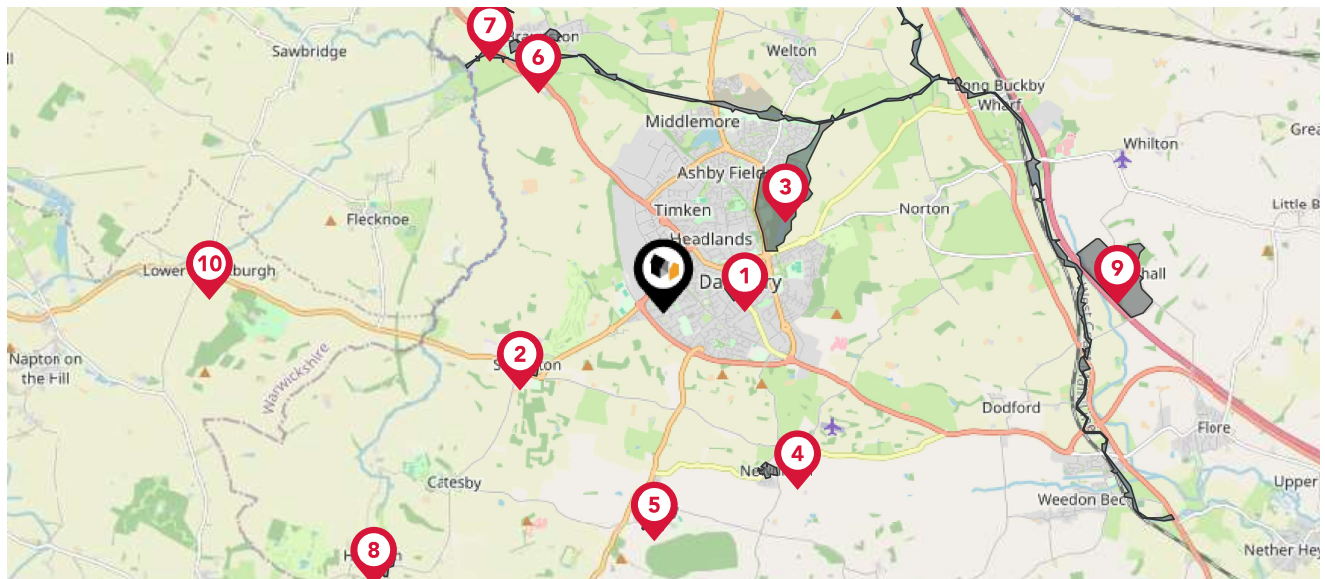 7
Sawbridge
6
Welton
Long Buckby
Wharf
Middlemore
Whilton
Ashby Field
3
Timken
Norton
Flecknoe
Headlands
10
1
9
Lower
burgh
hall
Napton on
the Hill
2
Warwickshire
Dodford
Flore
4
Catesby
5
Weedon Bec
Upper
8
Nether Hey